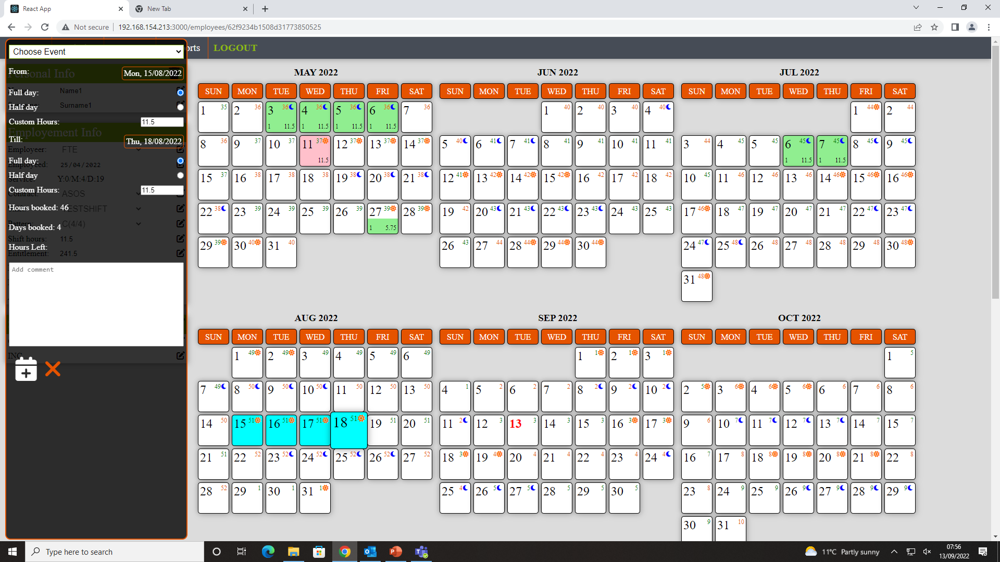 React App
New Tab
Not secure
192.168.154.213:3000/employees/62f9234b1508d31773850525
Choose Event
orts
LOGOUT
Personal Info
From:
Mon, 15/08/2022
Full day:
Name1
Half day
Surname1
Custom Hours:
11.5
Employement Info
Till:
Thu, 18/08/2022
Employeer:
FTE
Full day:
Employeed:
25/04/2022
Half day
Service:
Y:0/M:4/D:19
Custom Hours:
11.5
Contract:
ASOS
Hours booked: 46
ESTSHIFT
Days booked: 4
Pattern:
C(4/4)
Shift hours:
11.5
Hours Left:
Entitlement:
241.5
Add comment
INC
MAY 2022
SUN MON TUE WED THU FRI SAT
1 35 2 36 3 36 4 36 5 36 6 36 7 36
1 11.5 1 11.5 1 11.5 1 11.5
8 36 9 37 10 37 11 37 12 37 13 37 14 37
11.5
15 37 16 38 17 38 18 38 19 38 20 38 21 38
22 38 23 39 24 39 25 39 26 39 27 39 28 39
1 5.75
29 39 30 40 31 40
JUN 2022
SUN MON TUE WED THU FRI SAT
1 40 2 40 3 40 4 40
5 40 6 41 7 41 8 41 9 41 10 41 11 41
12 41 13 42 14 42 15 42 16 42 17 42 18 42
19 42 20 43 21 43 22 43 23 43 24 43 25 43
26 43 27 44 28 44 29 44 30 44
JUL 2022
SUN MON TUE WED THU FRI SAT
1 44 2 44
3 44 4 45 5 45 6 45 7 45 8 45 9 45
1 11.5 1 11.5
10 45 11 46 12 46 13 46 14 46 15 46 16 46
17 46 18 47 19 47 20 47 21 47 22 47 23 47
24 47 25 48 26 48 27 48 28 48 29 48 30 48
31 48
AUG 2022
SUN MON TUE WED THU FRI SAT
1 49 2 49 3 49 4 49 5 49 6 49
7 49 8 50 9 50 10 50 11 50 12 50 13 50
14 50 15 51 16 51 17 51 18 51 19 51 20 51
21 51 22 52 23 52 24 52 25 52 26 52 27 52
28 52 29 1 30 1 31 1
SEP 2022
SUN MON TUE WED THU FRI SAT
1 1 2 1 3 1
4 1 5 2 6 2 7 2 8 2 9 2 10 2
11 2 12 3 13 3 14 3 15 3 16 3 17 3
18 3 19 4 20 4 21 4 22 4 23 4 24 4
25 4 26 5 27 5 28 5 29 5 30 5
OCT 2022
SUN MON TUE WED THU FRI SAT
1 5
2 5 3 6 4 6 5 6 6 6 7 6 8 6
9 6 10 7 11 7 12 7 13 7 14 7 15 7
16 7 17 8 18 8 19 8 20 8 21 8 22 8
23 8 24 9 25 9 26 9 27 9 28 9 29 9
30 9 31 10
Type here to search
11°C Partly sunny
07:56
13/09/2022